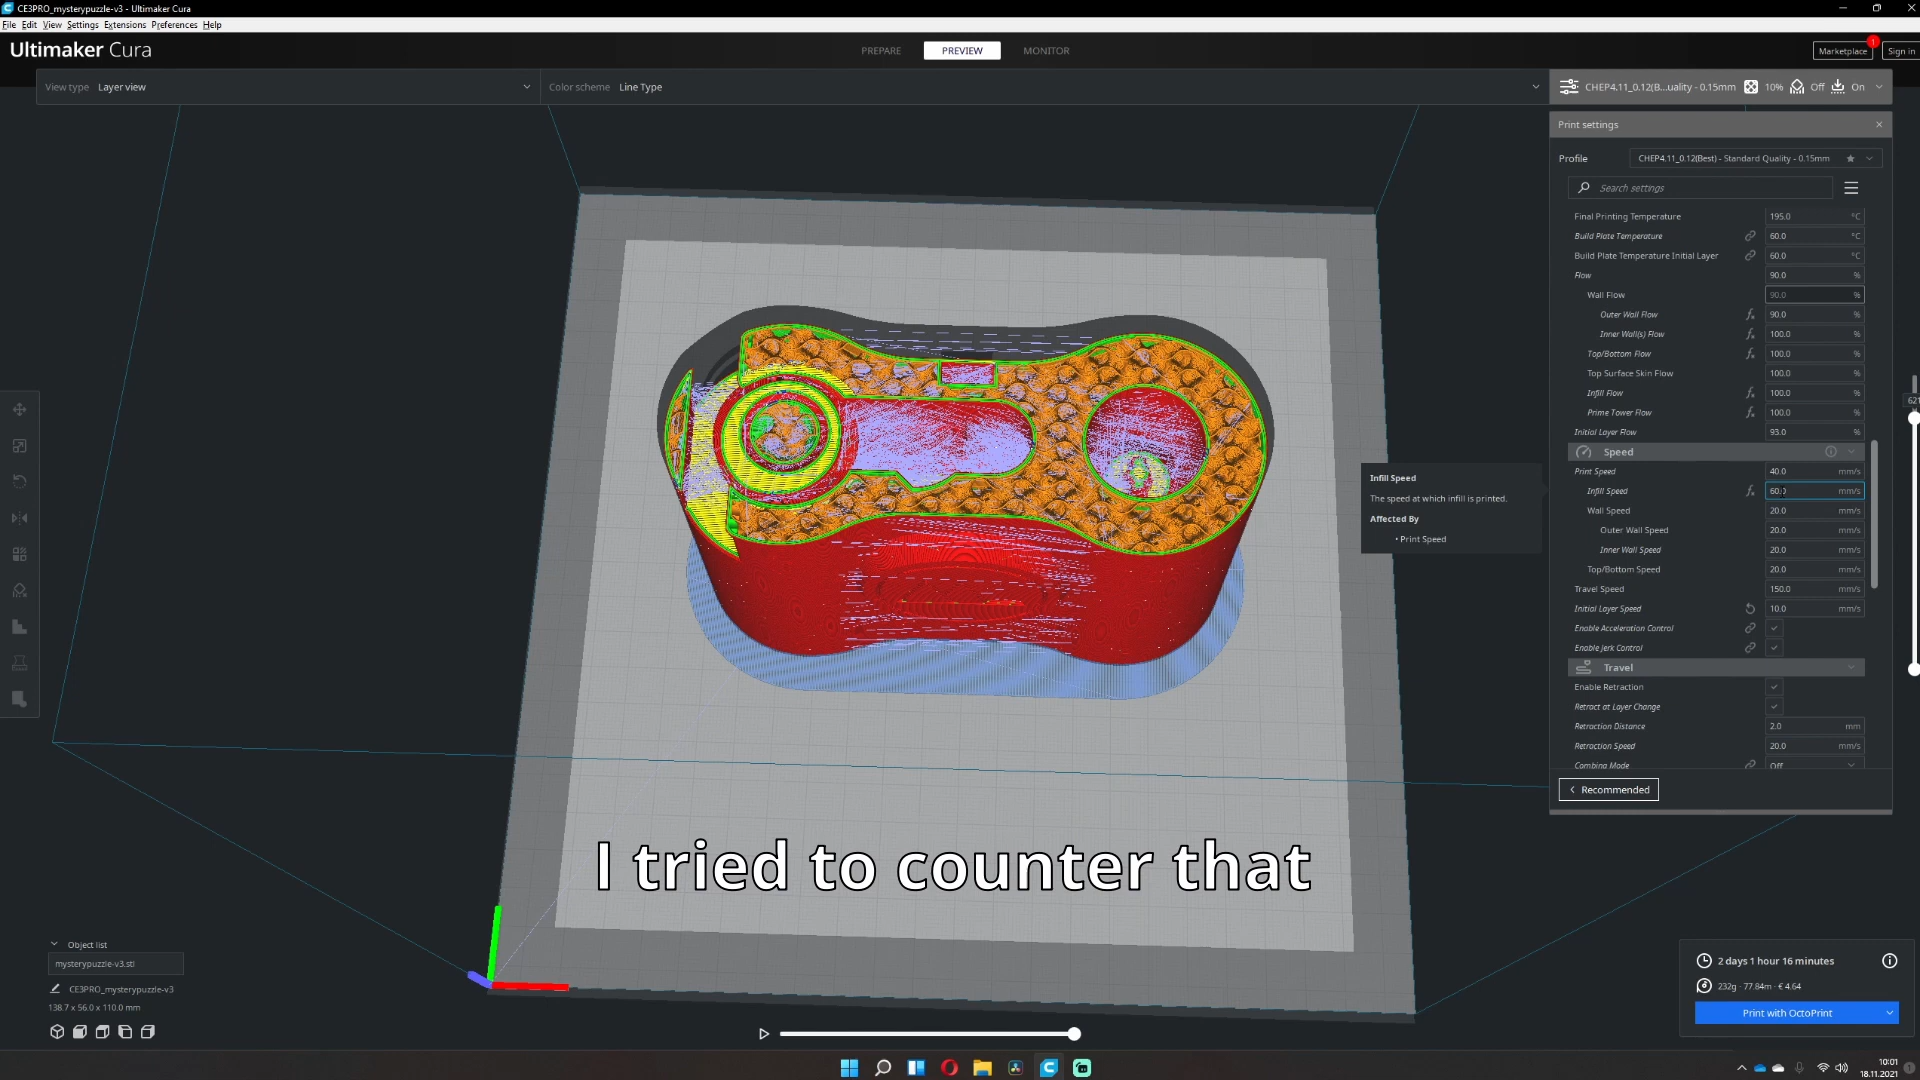 CE3PRO_mysterypuzzle-v3 - Ultimaker Cura
File Edit View Settings Extensions Preferences Help
Ultimaker Cura
PREPARE
PREVIEW
MONITOR
Marketplace
1
Sign in
View type Layer view
Color scheme Line Type
CHEP4.11_0.12(B...uality - 0.15mm 10% Off On
Print settings
Profile CHEP4.11_0.12(Best) - Standard Quality - 0.15mm
Search settings
Final Printing Temperature 195.0 °C
Build Plate Temperature 60.0 °C
Build Plate Temperature Initial Layer 60.0 °C
Flow 90.0 %
Wall Flow 90.0 %
Outer Wall Flow 90.0 %
Inner Wall(s) Flow 100.0 %
Top/Bottom Flow 100.0 %
Top Surface Skin Flow 100.0 %
Infill Flow 100.0 %
Prime Tower Flow 100.0 %
Initial Layer Flow 93.0 %
621
Speed
Print Speed 40.0 mm/s
Infill Speed 60.0 mm/s
Wall Speed 20.0 mm/s
Outer Wall Speed 20.0 mm/s
Inner Wall Speed 20.0 mm/s
Top/Bottom Speed 20.0 mm/s
Travel Speed 150.0 mm/s
Initial Layer Speed 10.0 mm/s
Enable Acceleration Control
Enable Jerk Control
Travel
Enable Retraction
Retract at Layer Change
Retraction Distance 2.0 mm
Retraction Speed 20.0 mm/s
Combing Mode Off
Recommended
Infill Speed
The speed at which infill is printed.
Affected By
• Print Speed
I tried to counter that
Object list
mysterypuzzle-v3.stl
CE3PRO_mysterypuzzle-v3
138.7 x 56.0 x 110.0 mm
2 days 1 hour 16 minutes
232g · 77.84m · € 4.64
Print with OctoPrint
10:01
18.11.2021